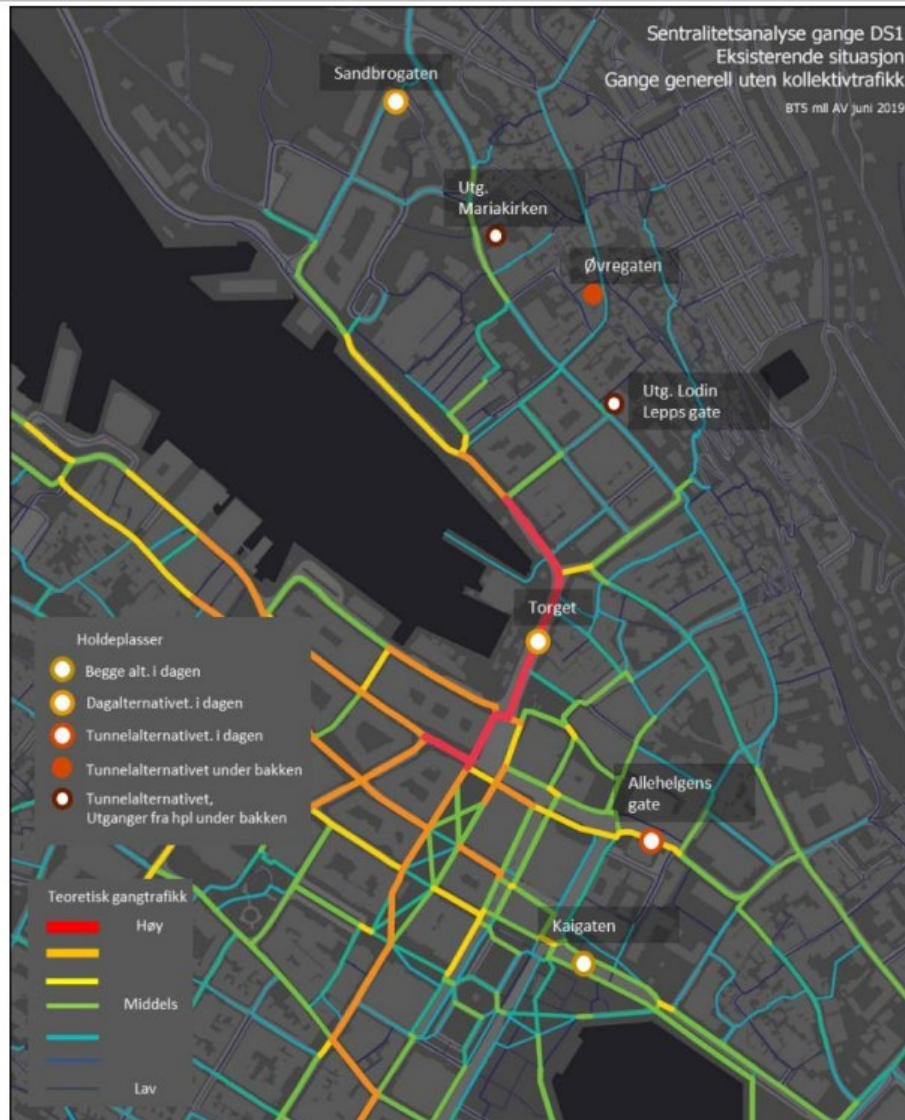 Sentralitetsanalyse gange DS1
Eksisterende situasjon
Gange generell uten kollektivtrafikk
BTS mll AV juni 2019
Sandbrogaten
Utg.
Mariakirken
Øvregaten
Utg. Lodin
Lepps gate
Torget
Holdeplasser
Begge alt. i dagen
Dagalternativet. i dagen
Tunnelalternativet. i dagen
Tunnelalternativet under bakken
Tunnelalternativet,
Utganger fra hpl under bakken
Allehelgens
gate
Kaigaten
Teoretisk gangtrafikk
Høy
Middels
Lav